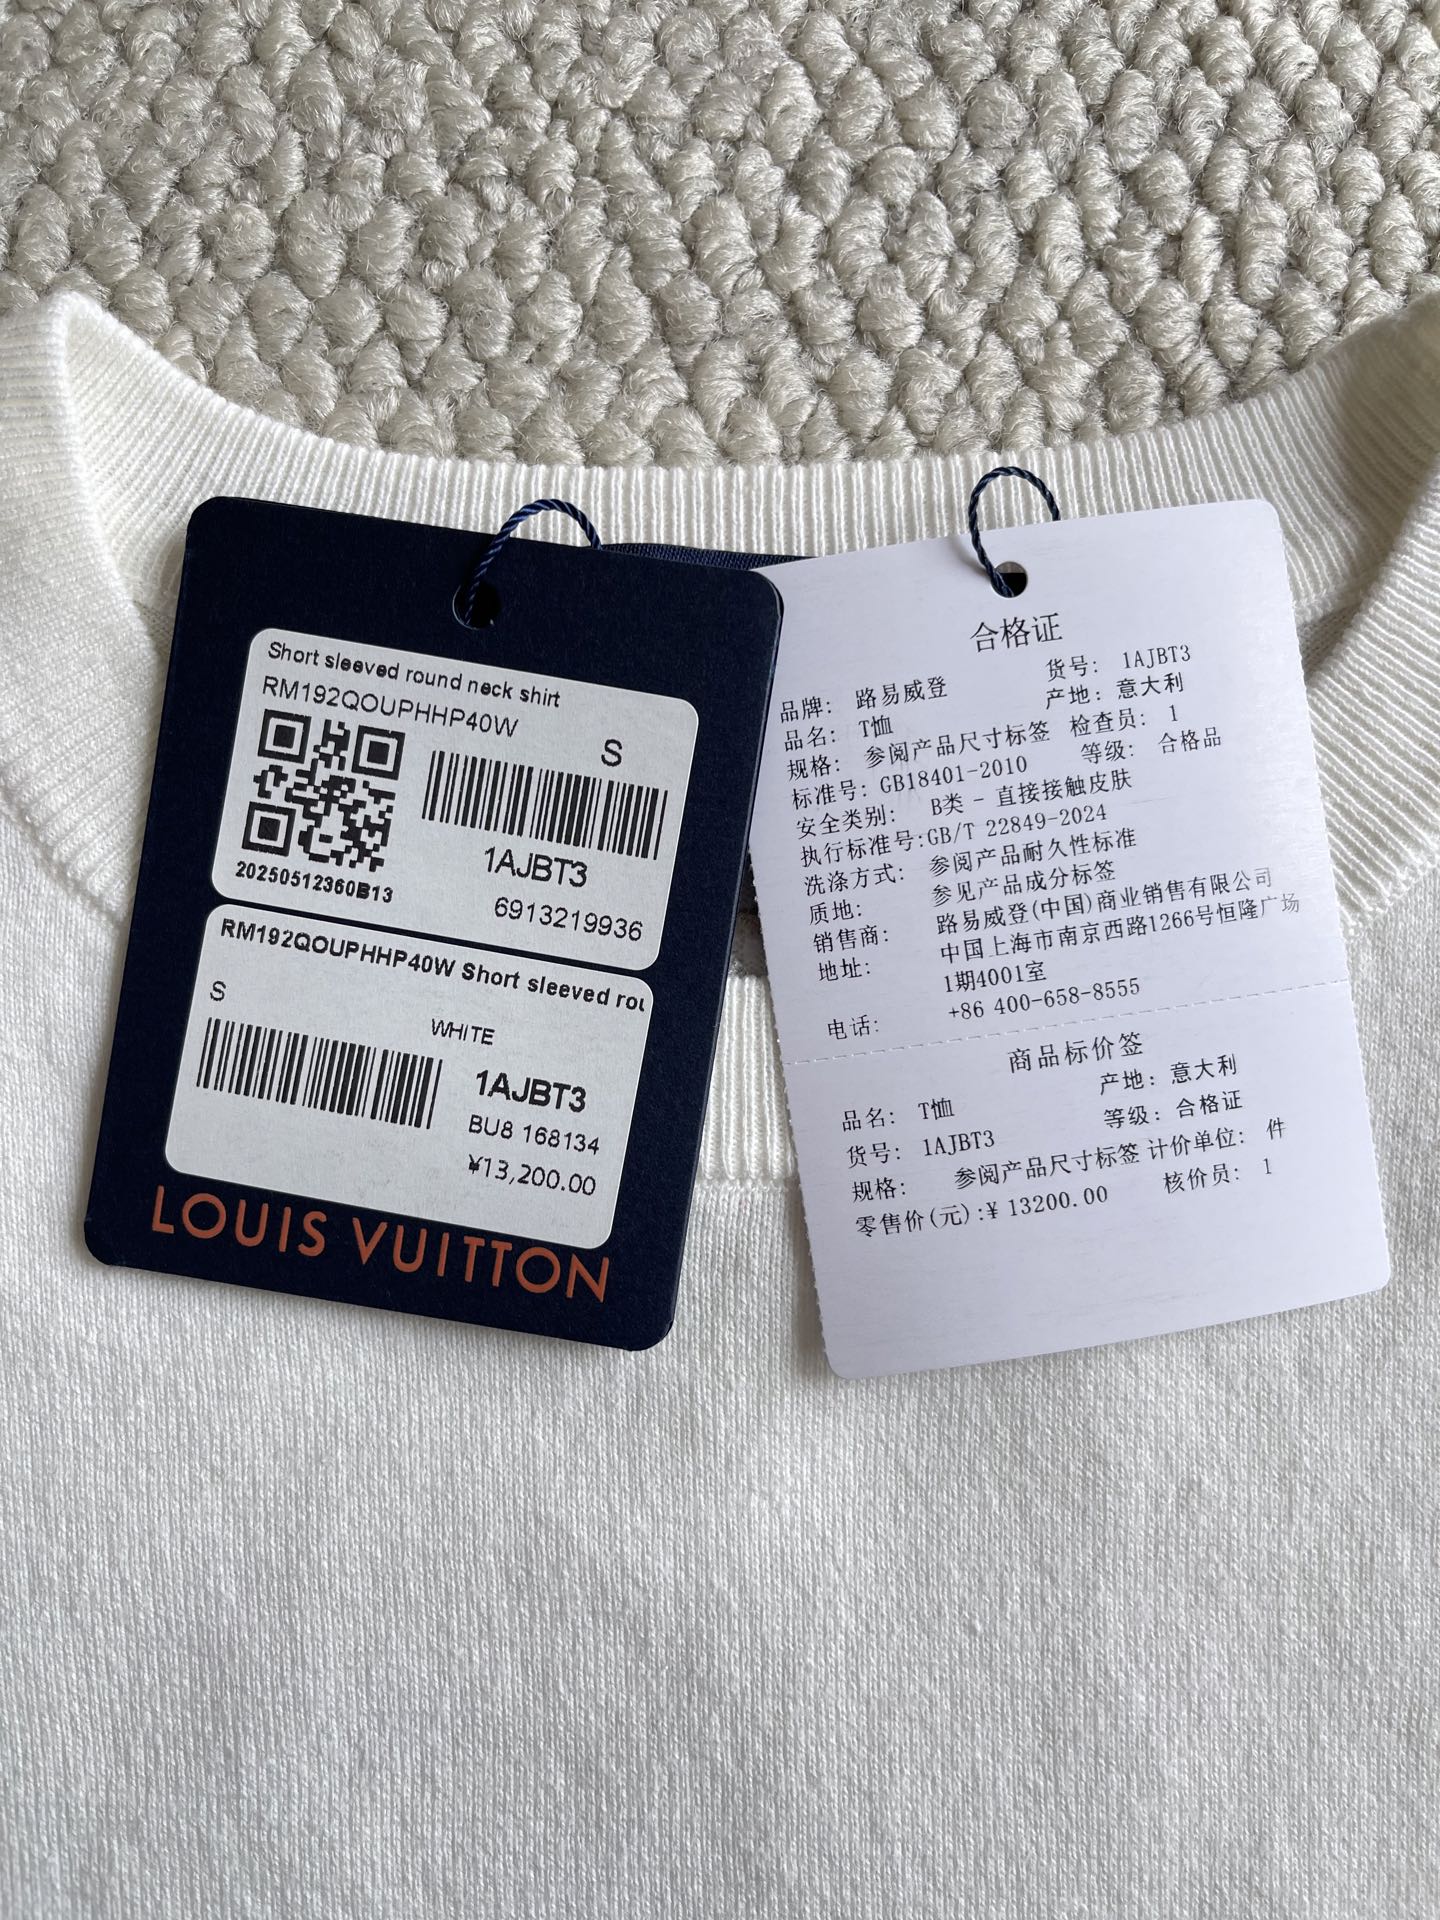 Short sleeved round neck shirt
RM192QOUPHHP40W
S
20250512360B13
1AJBT3
6913219936
RM192QOUPHHP40W Short sleeved rou
S
WHITE
1AJBT3
BU8 168134
¥13,200.00
LOUIS VUITTON
合格证
品牌: 路易威登 货号: 1AJBT3
品名: T恤 产地: 意大利
规格: 参阅产品尺寸标签 检查员: 1
标准号: GB18401-2010 等级: 合格品
安全类别: B类 - 直接接触皮肤
执行标准号:GB/T 22849-2024
洗涤方式: 参阅产品耐久性标准
质地: 参见产品成分标签
销售商: 路易威登(中国)商业销售有限公司
地址: 中国上海市南京西路1266号恒隆广场
1期4001室
电话: +86 400-658-8555
商品标价签
品名: T恤 产地: 意大利
货号: 1AJBT3 等级: 合格证
规格: 参阅产品尺寸标签 计价单位: 件
零售价(元):¥ 13200.00 核价员: 1